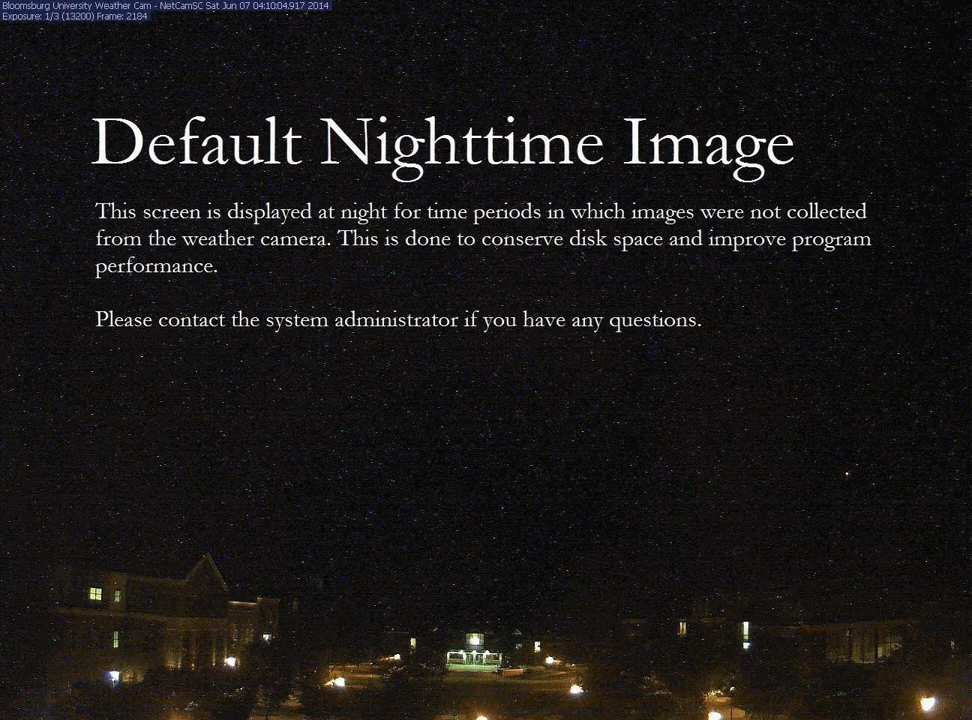 Bloomsburg University Weather Cam - NetCamSC Sat Jun 07 04:10:04.917 2014
Exposure: 1/3 (13200) Frame: 2184
Default Nighttime Image
This screen is displayed at night for time periods in which images were not collected
from the weather camera. This is done to conserve disk space and improve program
performance.
Please contact the system administrator if you have any questions.